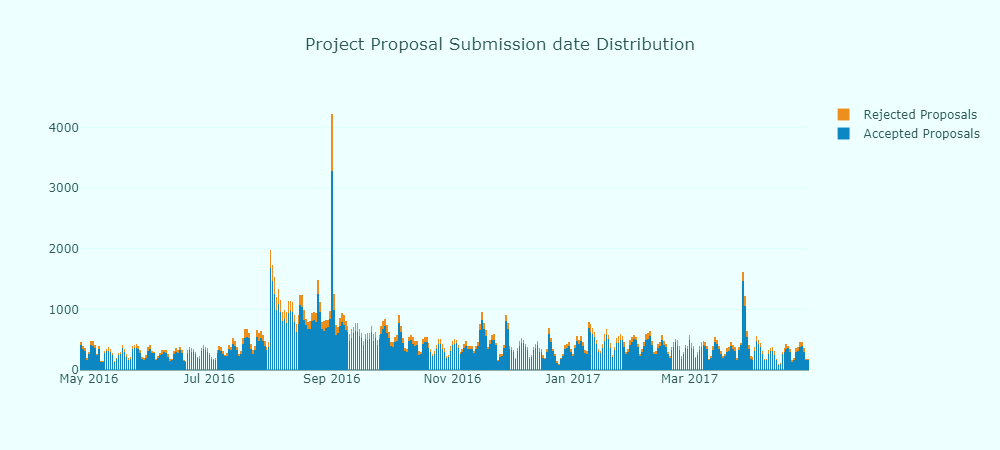 Project Proposal Submission date Distribution
Rejected Proposals
Accepted Proposals
4000
3000
2000
1000
0
May 2016
Jul 2016
Sep 2016
Nov 2016
Jan 2017
Mar 2017